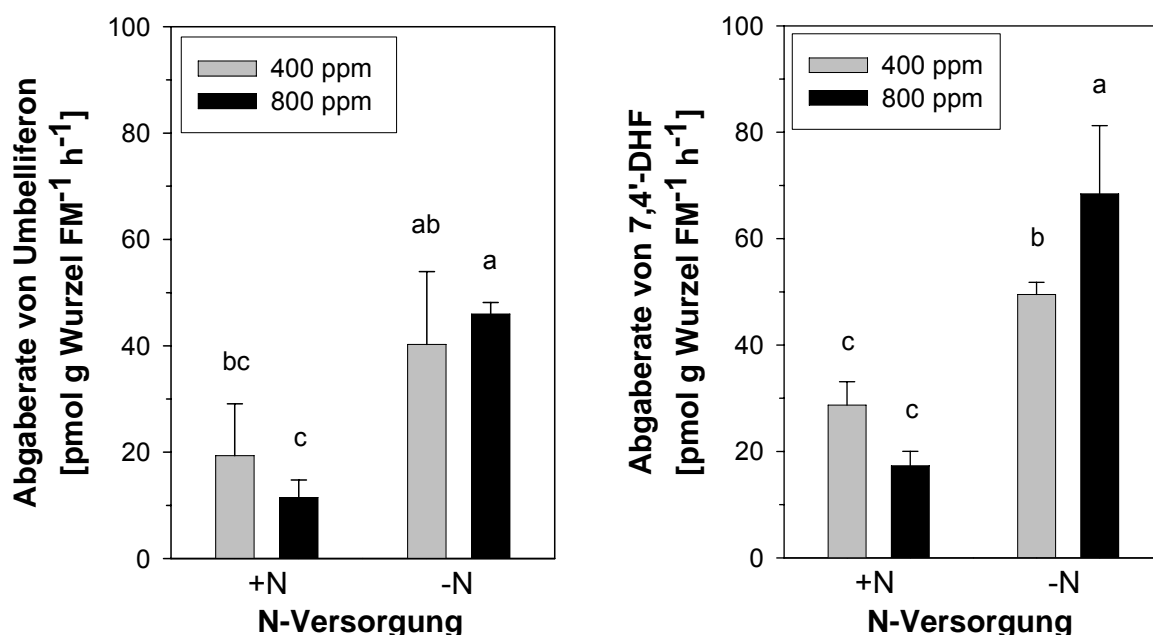 Abgaberate von Umbelliferon
[pmol g Wurzel FM⁻¹ h⁻¹]
100
80
60
40
20
0
400 ppm
800 ppm
bc
c
ab
a
+N
-N
N-Versorgung
Abgaberate von 7,4'-DHF
[pmol g Wurzel FM⁻¹ h⁻¹]
100
80
60
40
20
0
400 ppm
800 ppm
c
c
b
a
+N
-N
N-Versorgung